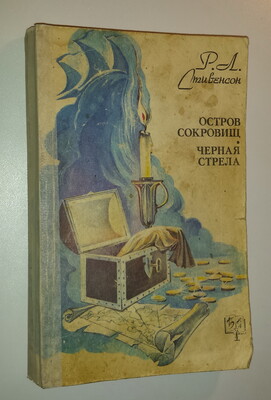 Р. Л.
Стивенсон
ОСТРОВ
СОКРОВИЩ
•
ЧЕРНАЯ
СТРЕЛА